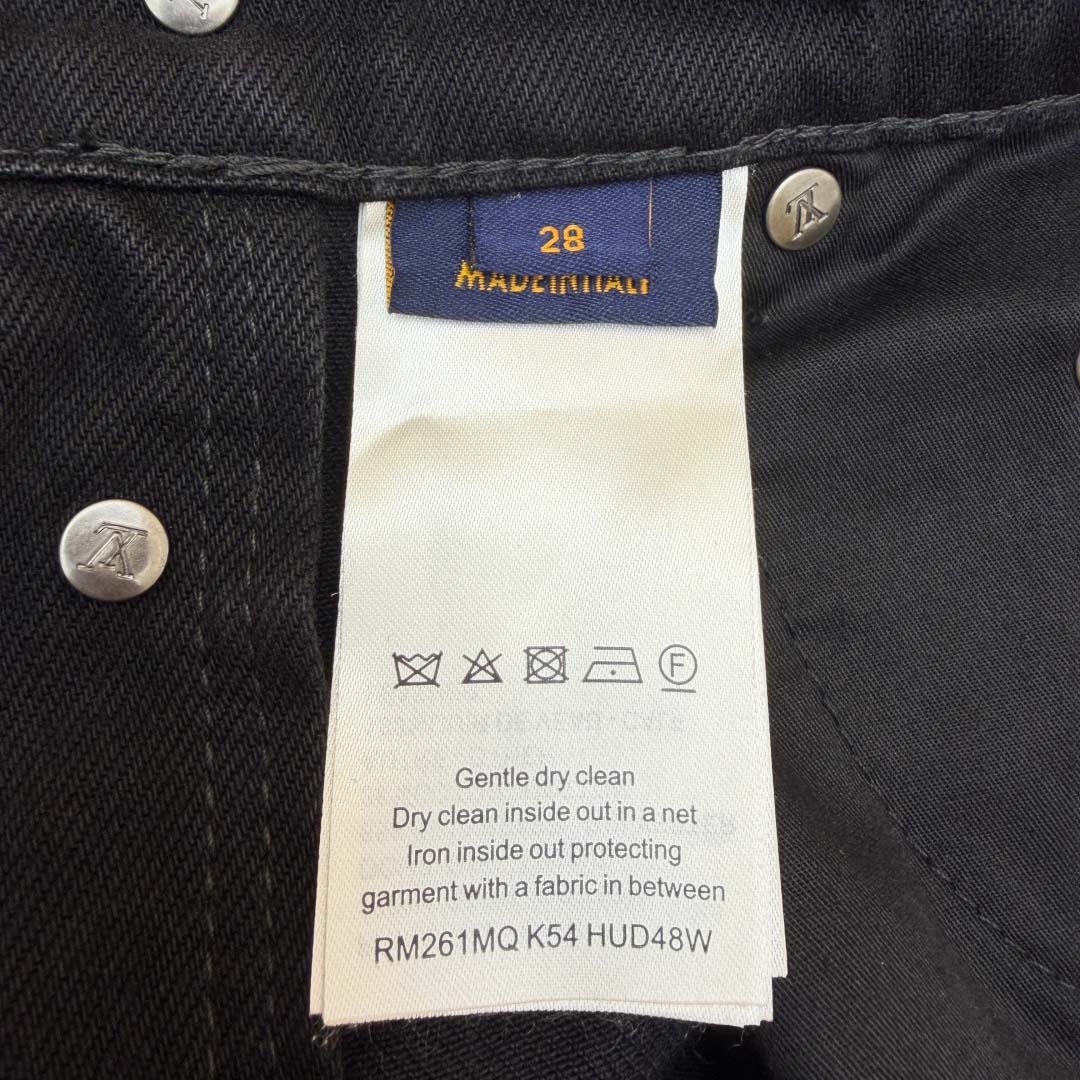 28
MADE IN ITALY
Gentle dry clean
Dry clean inside out in a net
Iron inside out protecting
garment with a fabric in between
RM261MQ K54 HUD48W
F